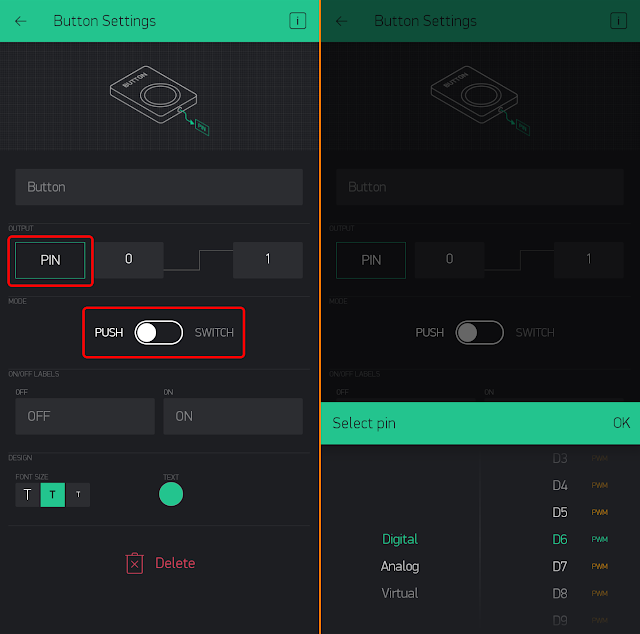 Button Settings
i
BUTTON
PIN
Button
OUTPUT
PIN
0
1
MODE
PUSH
SWITCH
ON/OFF LABELS
OFF
ON
OFF
ON
DESIGN
FONT SIZE
TEXT
T
T
T
Delete
Button Settings
i
BUTTON
PIN
Button
OUTPUT
PIN
0
1
MODE
PUSH
SWITCH
ON/OFF LABELS
OFF
ON
Select pin
OK
D3 PWM
D4 PWM
D5 PWM
Digital
D6 PWM
Analog
D7 PWM
Virtual
D8 PWM
D9 PWM